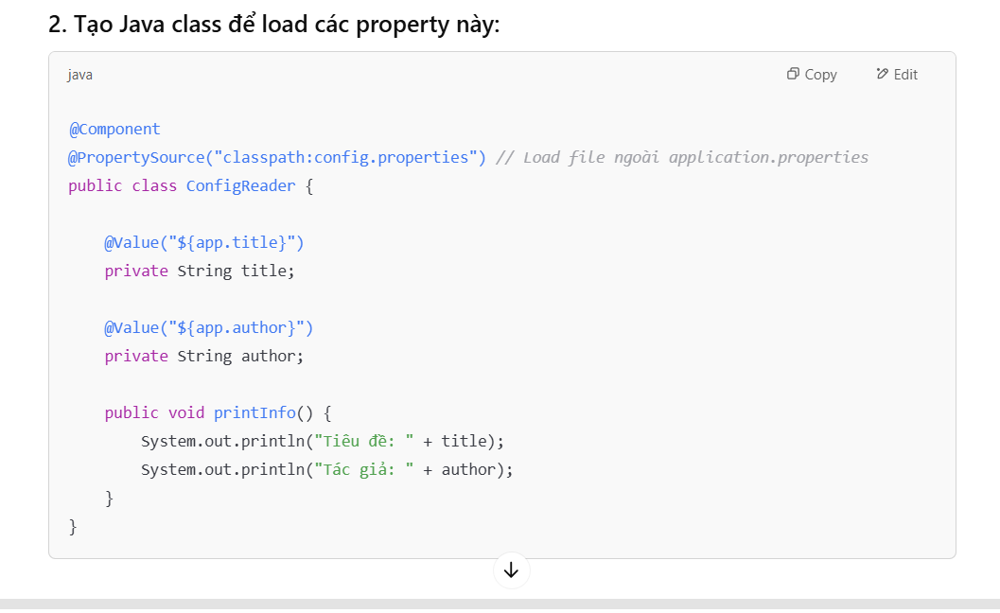 2. Tạo Java class để load các property này:
java
Copy
Edit
@Component
@PropertySource("classpath:config.properties") // Load file ngoài application.properties
public class ConfigReader {
@Value("${app.title}")
private String title;
@Value("${app.author}")
private String author;
public void printInfo() {
System.out.println("Tiêu đề: " + title);
System.out.println("Tác giả: " + author);
}
}